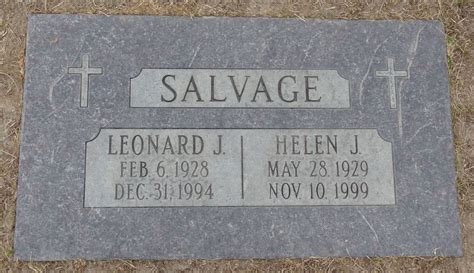 SALVAGE
LEONARD J.
FEB. 6, 1928
DEC. 31, 1994
HELEN J.
MAY 28, 1929
NOV. 10, 1999